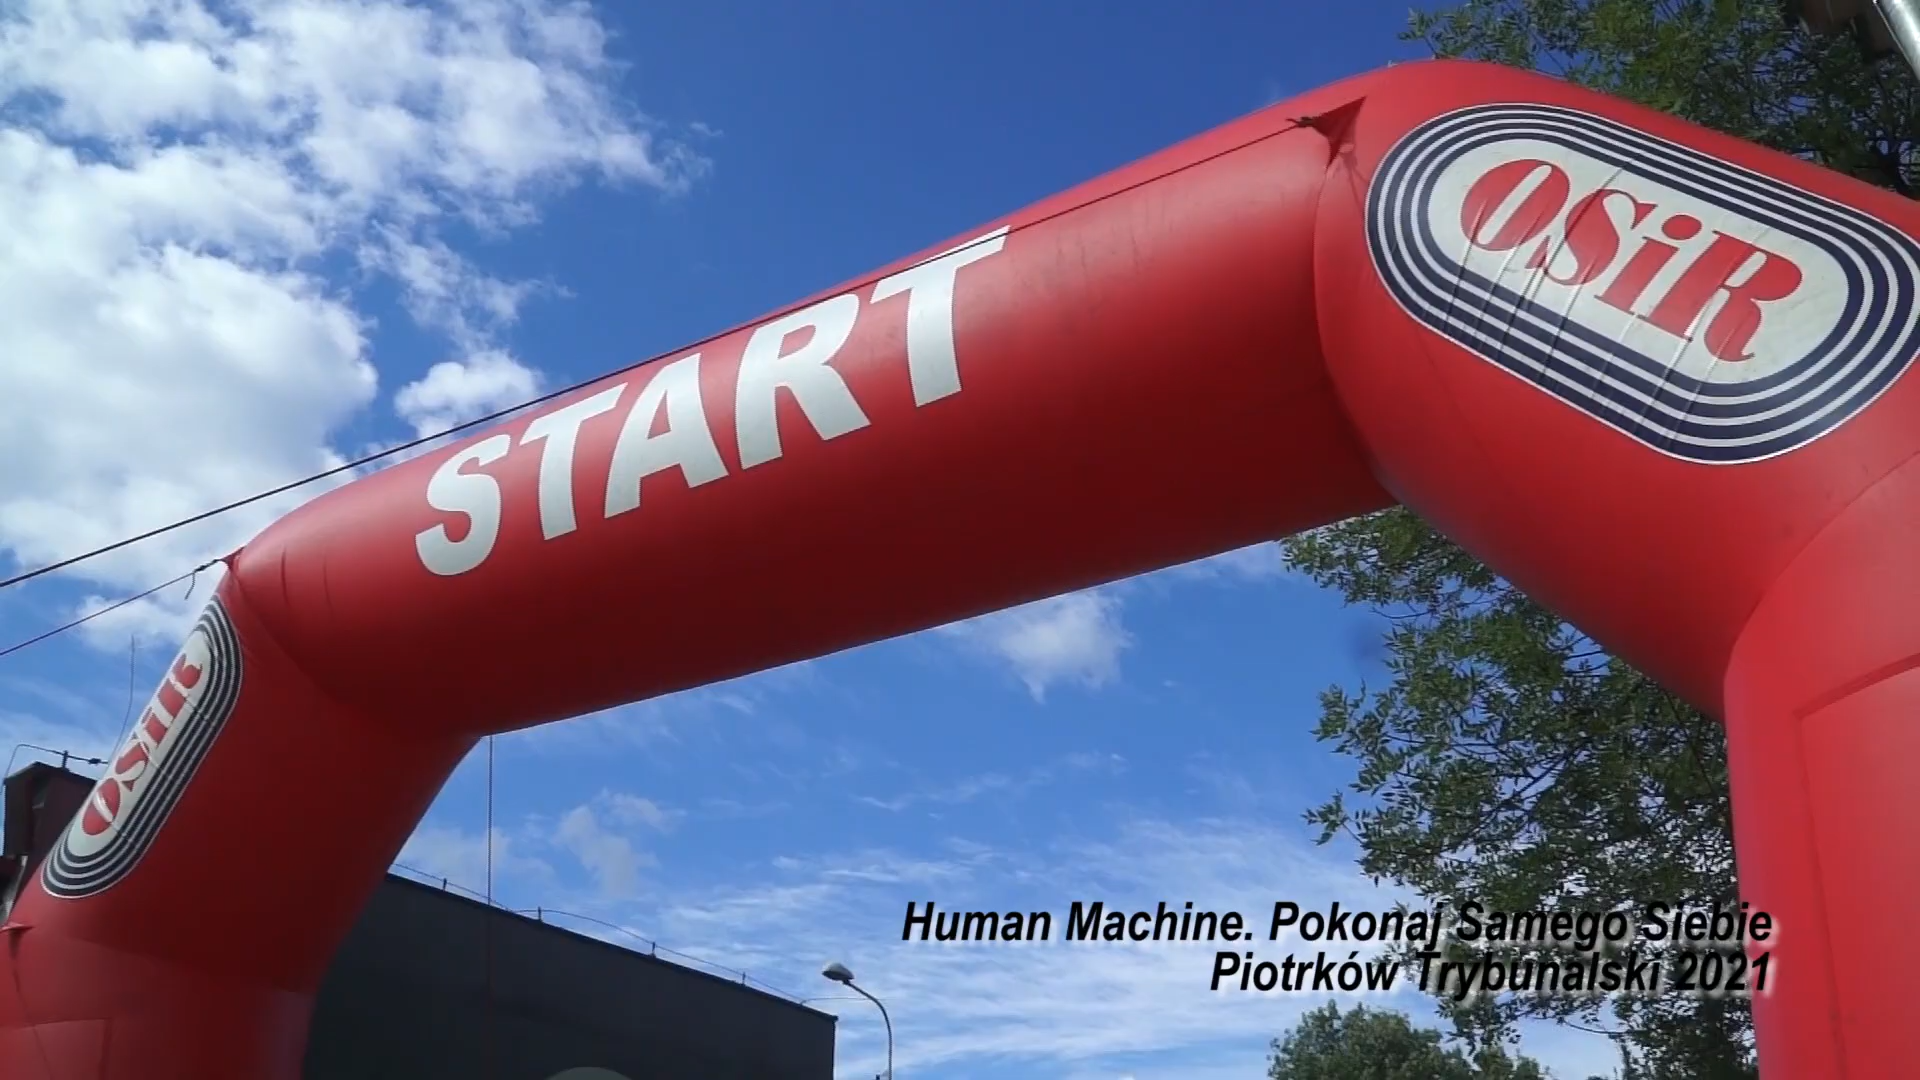 START
OSiR
OSiR
Human Machine. Pokonaj Samego Siebie
Piotrków Trybunalski 2021